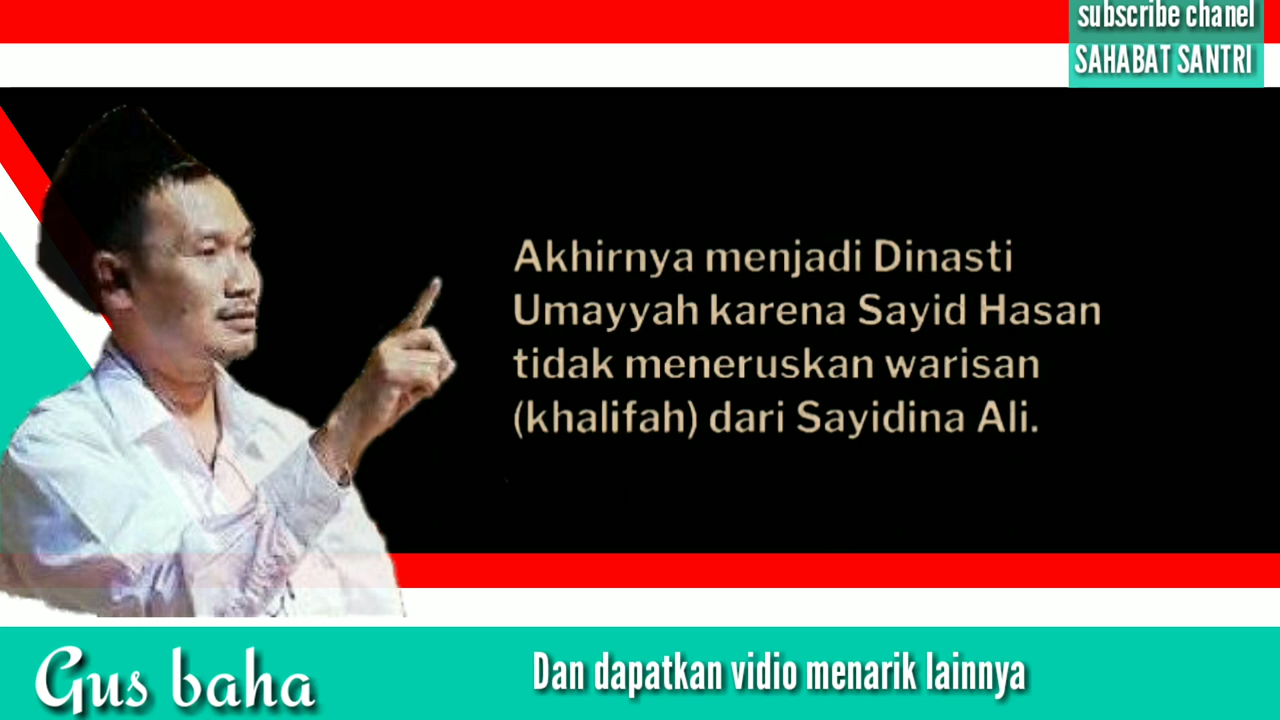 subscribe chanel
SAHABAT SANTRI
Akhirnya menjadi Dinasti
Umayyah karena Sayid Hasan
tidak meneruskan warisan
(khalifah) dari Sayidina Ali.
Gus baha
Dan dapatkan vidio menarik lainnya